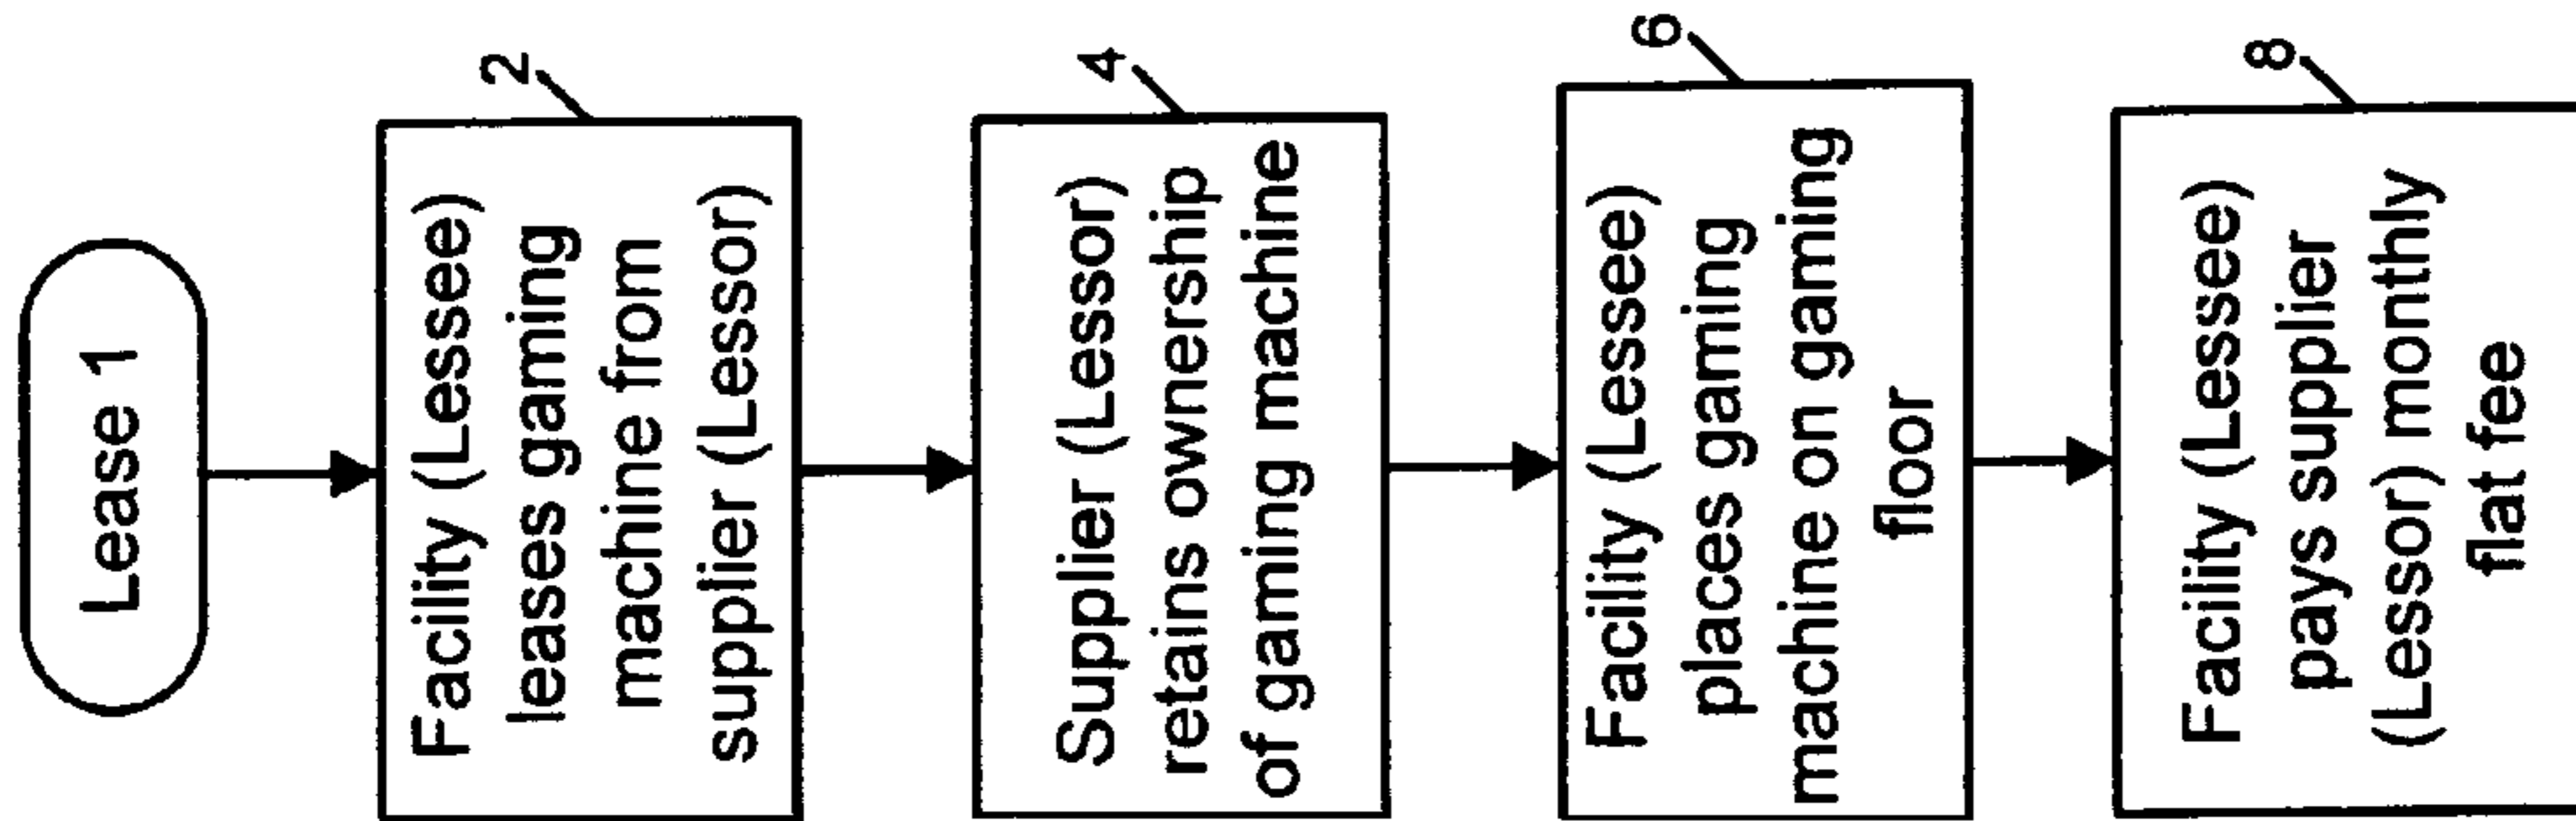 Lease 1
2
Facility (Lessee)
leases gaming
machine from
supplier (Lessor)
4
Supplier (Lessor)
retains ownership
of gaming machine
6
Facility (Lessee)
places gaming
machine on gaming
floor
8
Facility (Lessee)
pays supplier
(Lessor) monthly
flat fee